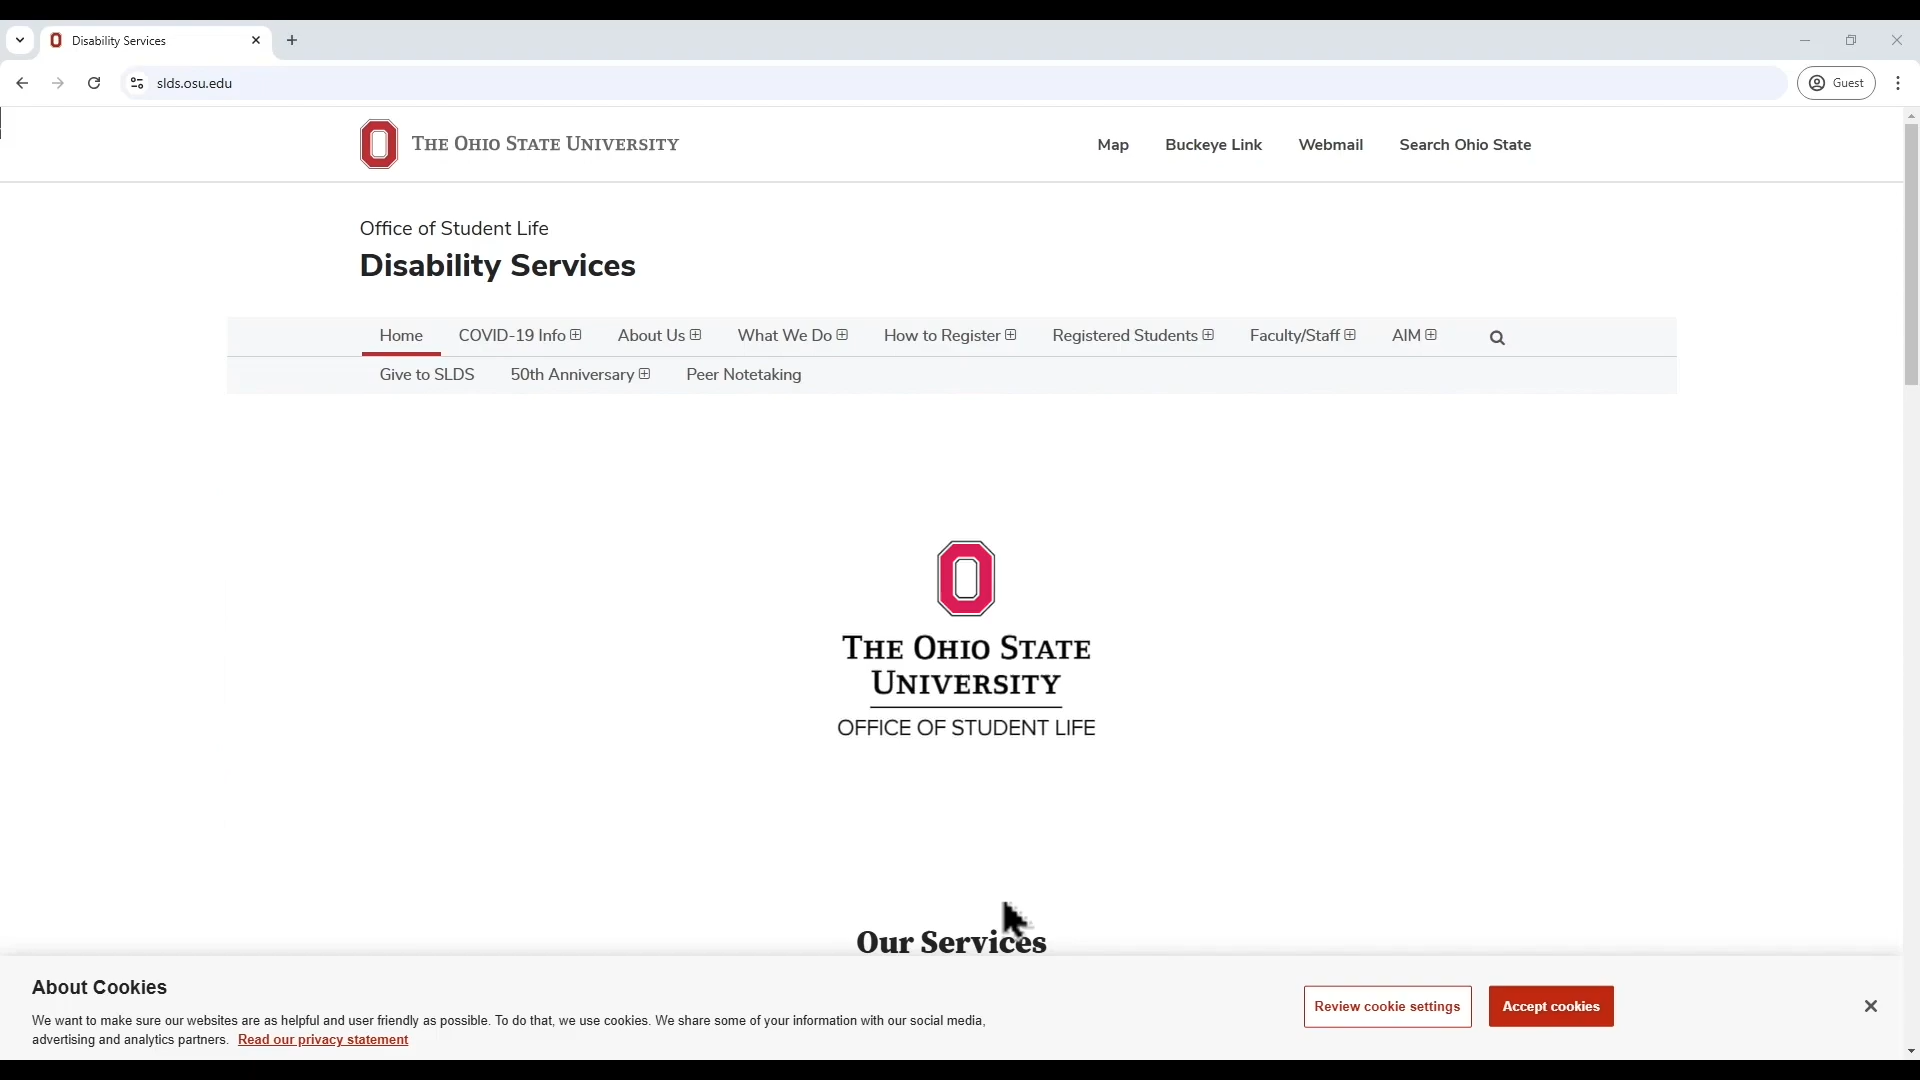 Disability Services
slds.osu.edu
Guest
THE OHIO STATE UNIVERSITY
Map
Buckeye Link
Webmail
Search Ohio State
Office of Student Life
Disability Services
Home
COVID-19 Info
About Us
What We Do
How to Register
Registered Students
Faculty/Staff
AIM
Give to SLDS
50th Anniversary
Peer Notetaking
THE OHIO STATE
UNIVERSITY
OFFICE OF STUDENT LIFE
Our Services
About Cookies
We want to make sure our websites are as helpful and user friendly as possible. To do that, we use cookies. We share some of your information with our social media,
advertising and analytics partners. Read our privacy statement
Review cookie settings
Accept cookies